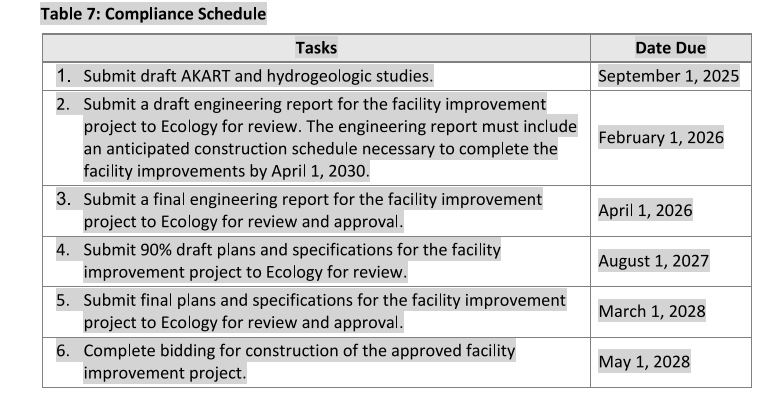 Table 7: Compliance Schedule
Tasks Date Due
1. Submit draft AKART and hydrogeologic studies. September 1, 2025
2. Submit a draft engineering report for the facility improvement
project to Ecology for review. The engineering report must include
an anticipated construction schedule necessary to complete the
facility improvements by April 1, 2030.
February 1, 2026
3. Submit a final engineering report for the facility improvement
project to Ecology for review and approval.
April 1, 2026
4. Submit 90% draft plans and specifications for the facility
improvement project to Ecology for review.
August 1, 2027
5. Submit final plans and specifications for the facility improvement
project to Ecology for review and approval.
March 1, 2028
6. Complete bidding for construction of the approved facility
improvement project.
May 1, 2028